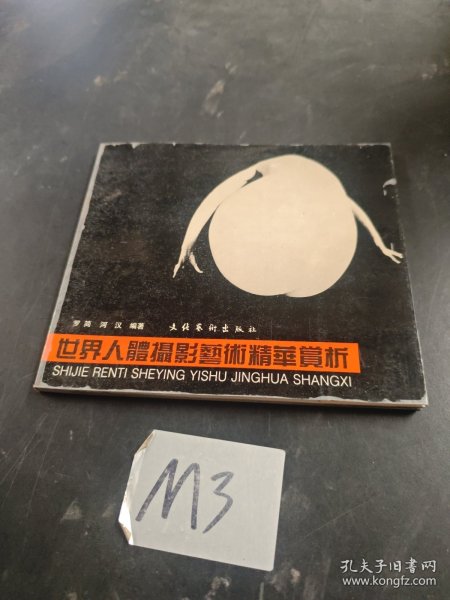 罗简 河汉 编著 文化艺术出版社
世界人體攝影藝術精華賞析
SHIJIE RENTI SHEYING YISHU JINGHUA SHANGXI
M3
孔夫子旧书网
www.kongfz.com